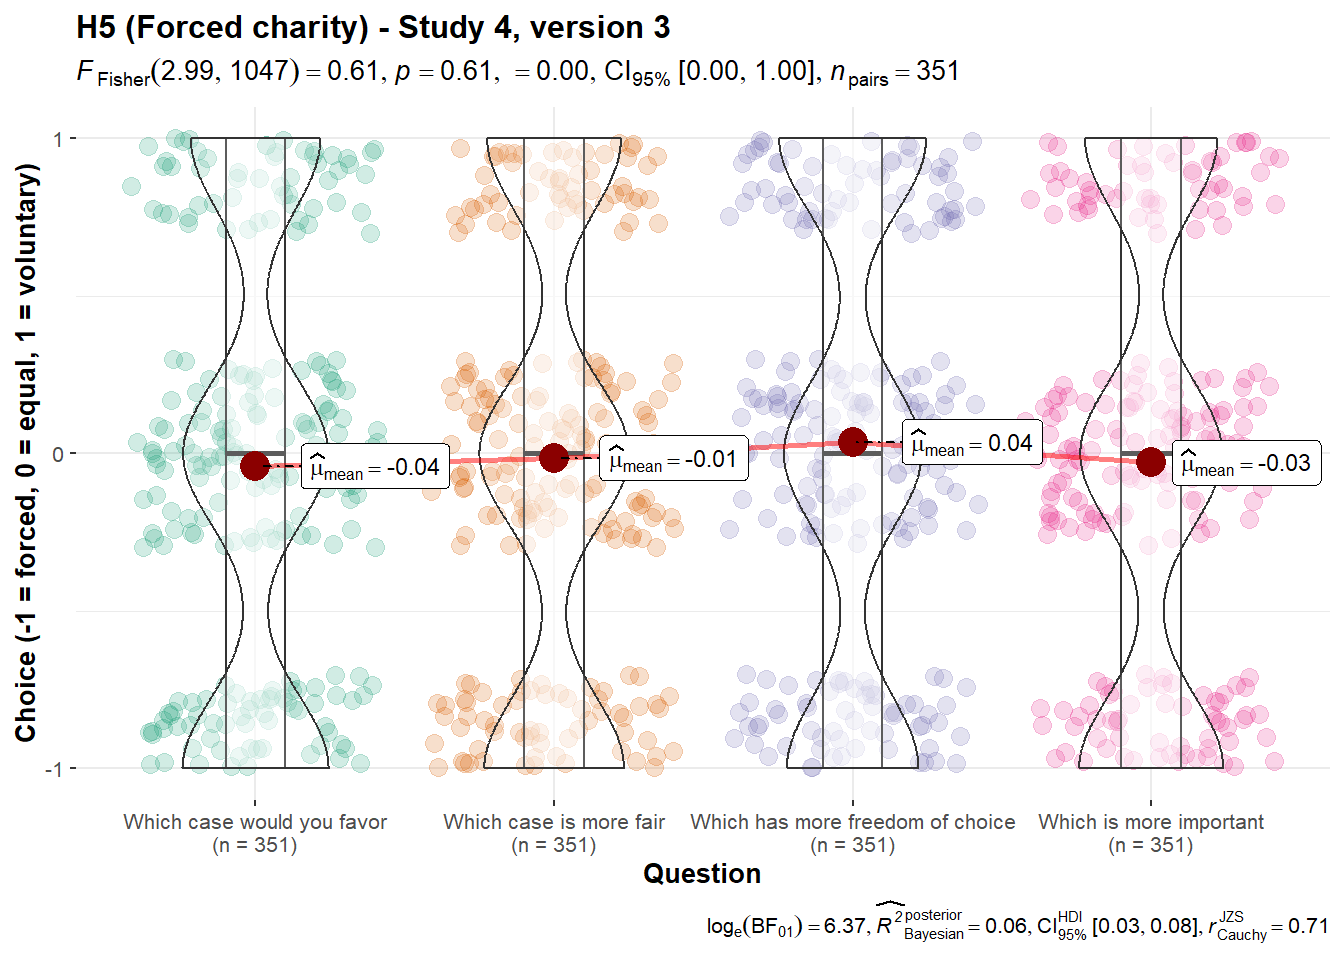 H5 (Forced charity) - Study 4, version 3
F Fisher(2.99, 1047) = 0.61, p = 0.61, = 0.00, CI95% [0.00, 1.00], n pairs = 351
Choice (-1 = forced, 0 = equal, 1 = voluntary)
1
0
-1
μ̂mean = -0.04
μ̂mean = -0.01
μ̂mean = 0.04
μ̂mean = -0.03
Which case would you favor
(n = 351)
Which case is more fair
(n = 351)
Which has more freedom of choice
(n = 351)
Which is more important
(n = 351)
Question
loge(BF01) = 6.37, R̂² posterior Bayesian = 0.06, CI HDI 95% [0.03, 0.08], r JZS Cauchy = 0.71